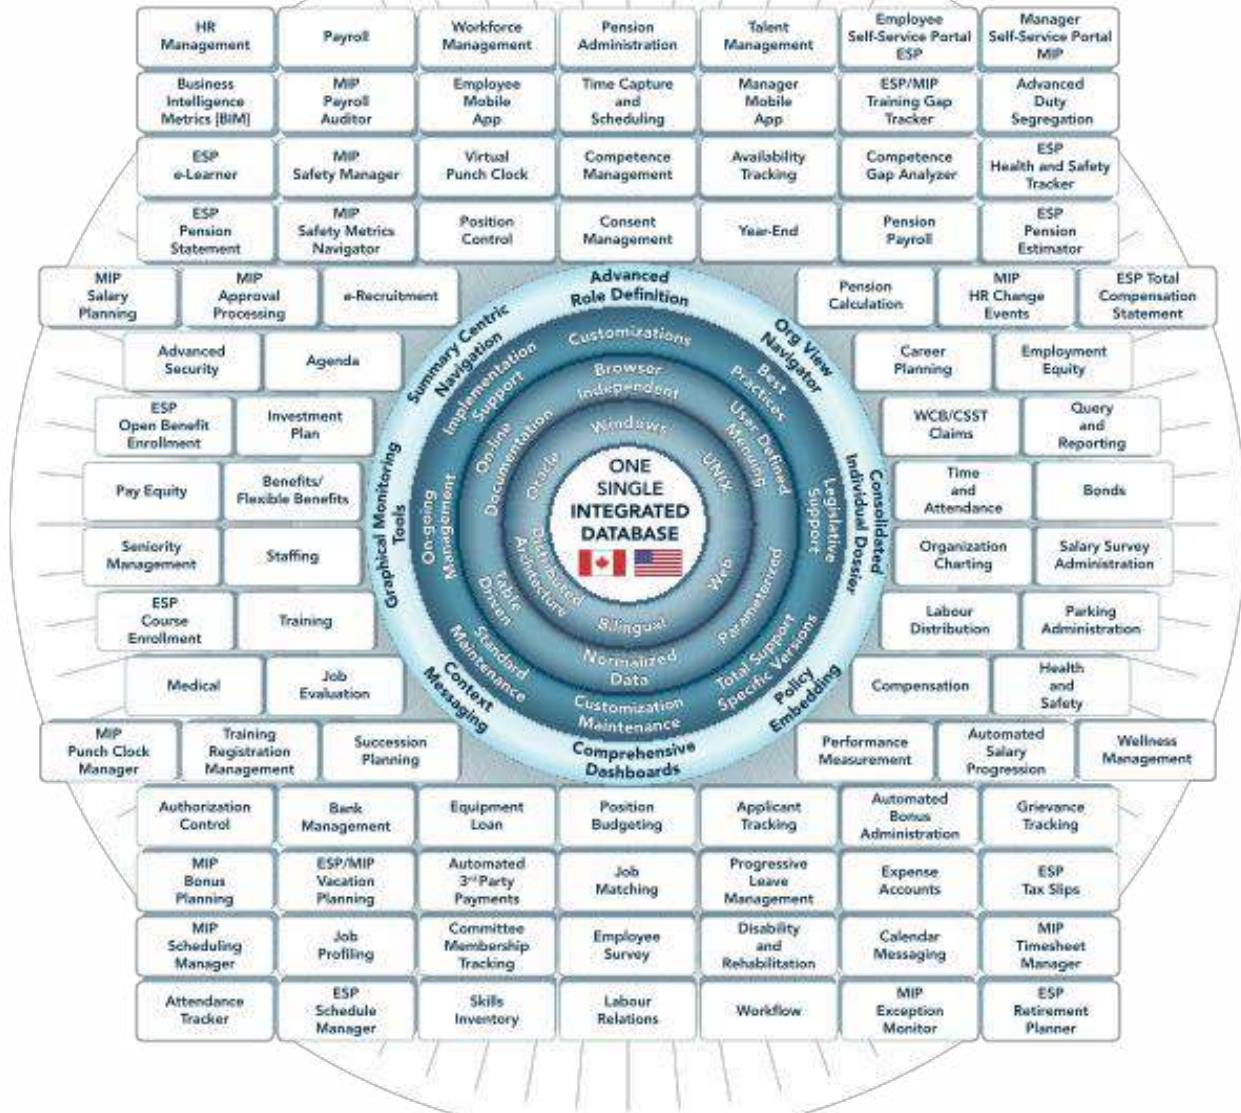 HR
Management
Payroll
Workforce
Management
Pension
Administration
Talent
Management
Employee
Self-Service Portal
ESP
Manager
Self-Service Portal
MIP
Business
Intelligence
Metrics [BIM]
MIP
Payroll
Auditor
Employee
Mobile
App
Time Capture
and
Scheduling
Manager
Mobile
App
ESP/MIP
Training Gap
Tracker
Advanced
Duty
Segregation
ESP
e-Learner
MIP
Safety Manager
Virtual
Punch Clock
Competence
Management
Availability
Tracking
Competence
Gap Analyzer
ESP
Health and Safety
Tracker
ESP
Pension
Statement
MIP
Safety Metrics
Navigator
Position
Control
Consent
Management
Year-End
Pension
Payroll
ESP
Pension
Estimator
MIP
Salary
Planning
MIP
Approval
Processing
e-Recruitment
Pension
Calculation
MIP
HR Change
Events
ESP Total
Compensation
Statement
Advanced
Security
Agenda
Career
Planning
Employment
Equity
ESP
Open Benefit
Enrollment
Investment
Plan
WCB/CSST
Claims
Query
and
Reporting
Pay Equity
Benefits/
Flexible Benefits
Time
and
Attendance
Bonds
Seniority
Management
Staffing
Organization
Charting
Salary Survey
Administration
ESP
Course
Enrollment
Training
Labour
Distribution
Parking
Administration
Medical
Job
Evaluation
Compensation
Health
and
Safety
MIP
Punch Clock
Manager
Training
Registration
Management
Succession
Planning
Performance
Measurement
Automated
Salary
Progression
Wellness
Management
Advanced
Role Definition
Org View
Navigator
Consolidated
Individual Dossier
Policy
Embedding
Comprehensive
Dashboards
Context
Messaging
Graphical Monitoring
Tools
Summary Centric
Navigation
Customizations
Best
Practices
Legislative
Support
Total Support
Specific Versions
Customization
Maintenance
Standard
Maintenance
On-going
Management
Implementation
Support
Browser
Independent
User Defined
Menuing
Parameterized
Normalized
Data
Table
Driven
On-line
Documentation
Windows
UNIX
Web
Bilingual
Distributed
Architecture
Oracle
ONE
SINGLE
INTEGRATED
DATABASE
Authorization
Control
Bank
Management
Equipment
Loan
Position
Budgeting
Applicant
Tracking
Automated
Bonus
Administration
Grievance
Tracking
MIP
Bonus
Planning
ESP/MIP
Vacation
Planning
Automated
3rd Party
Payments
Job
Matching
Progressive
Leave
Management
Expense
Accounts
ESP
Tax Slips
MIP
Scheduling
Manager
Job
Profiling
Committee
Membership
Tracking
Employee
Survey
Disability
and
Rehabilitation
Calendar
Messaging
MIP
Timesheet
Manager
Attendance
Tracker
ESP
Schedule
Manager
Skills
Inventory
Labour
Relations
Workflow
MIP
Exception
Monitor
ESP
Retirement
Planner